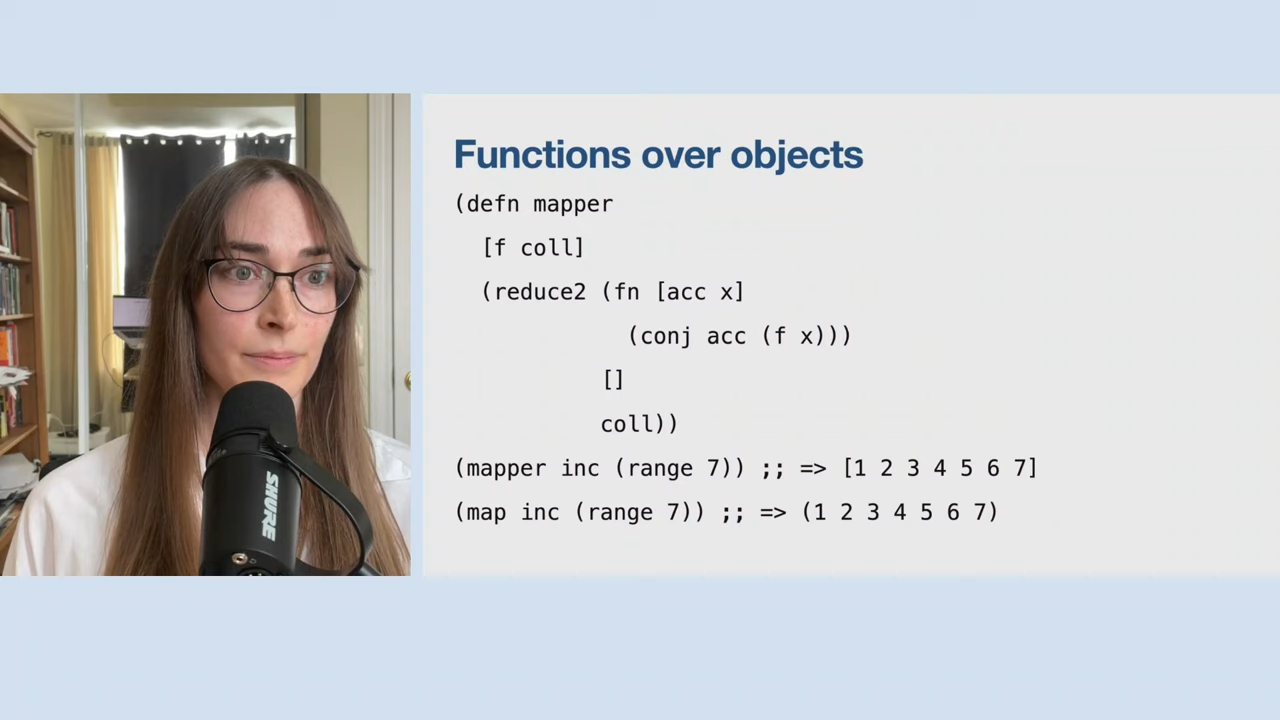 Functions over objects
(defn mapper
[f coll]
(reduce2 (fn [acc x]
(conj acc (f x)))
[]
coll))
(mapper inc (range 7)) ;; => [1 2 3 4 5 6 7]
(map inc (range 7)) ;; => (1 2 3 4 5 6 7)
SHURE